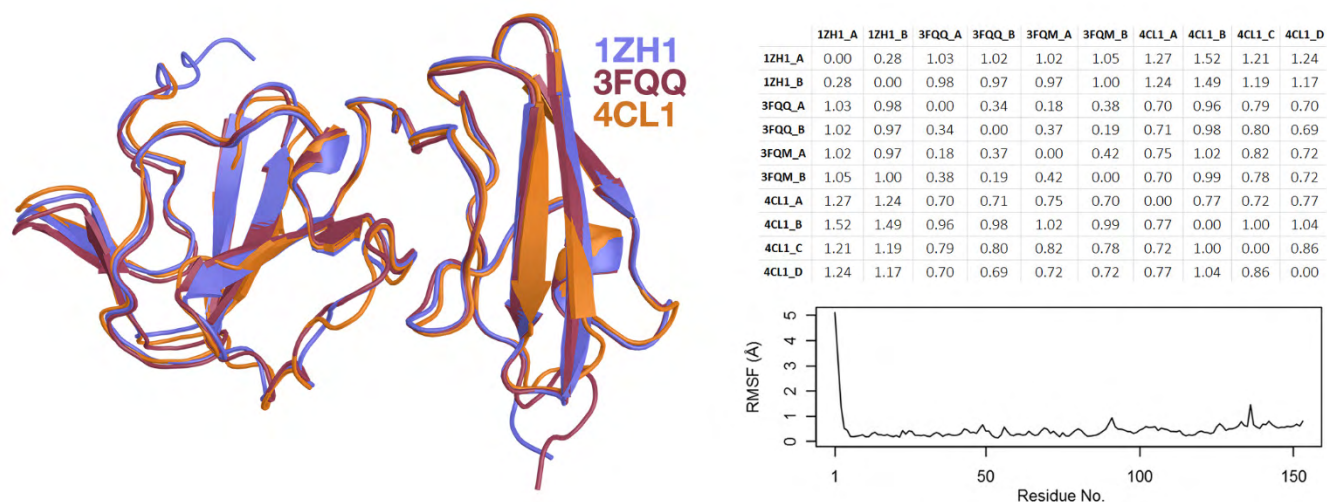 1ZH1
3FQQ
4CL1
1ZH1_A 1ZH1_B 3FQQ_A 3FQQ_B 3FQM_A 3FQM_B 4CL1_A 4CL1_B 4CL1_C 4CL1_D
1ZH1_A 0.00 0.28 1.03 1.02 1.02 1.05 1.27 1.52 1.21 1.24
1ZH1_B 0.28 0.00 0.98 0.97 0.97 1.00 1.24 1.49 1.19 1.17
3FQQ_A 1.03 0.98 0.00 0.34 0.18 0.38 0.70 0.96 0.79 0.70
3FQQ_B 1.02 0.97 0.34 0.00 0.37 0.19 0.71 0.98 0.80 0.69
3FQM_A 1.02 0.97 0.18 0.37 0.00 0.42 0.75 1.02 0.82 0.72
3FQM_B 1.05 1.00 0.38 0.19 0.42 0.00 0.70 0.99 0.78 0.72
4CL1_A 1.27 1.24 0.70 0.71 0.75 0.70 0.00 0.77 0.72 0.77
4CL1_B 1.52 1.49 0.96 0.98 1.02 0.99 0.77 0.00 1.00 1.04
4CL1_C 1.21 1.19 0.79 0.80 0.82 0.78 0.72 1.00 0.00 0.86
4CL1_D 1.24 1.17 0.70 0.69 0.72 0.72 0.77 1.04 0.86 0.00
RMSF (Å)
5
4
3
2
1
0
1 50 100 150
Residue No.